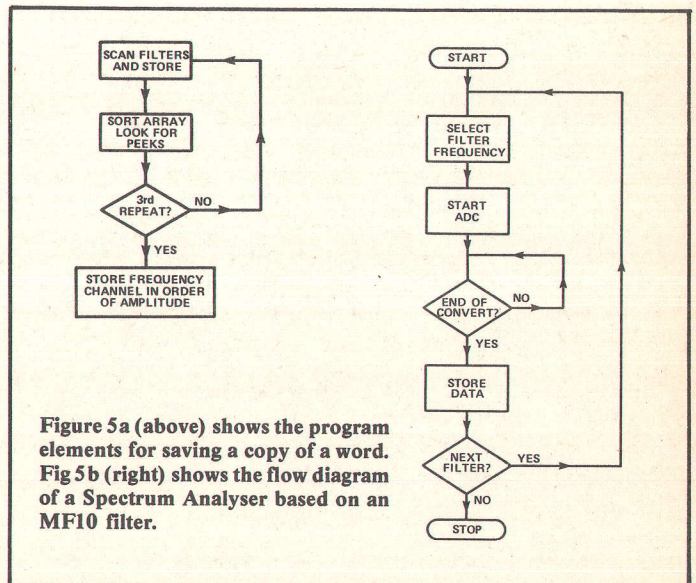 SCAN FILTERS
AND STORE
SORT ARRAY
LOOK FOR
PEEKS
3rd
REPEAT?
NO
YES
STORE FREQUENCY
CHANNEL IN ORDER
OF AMPLITUDE
START
SELECT
FILTER
FREQUENCY
START
ADC
END OF
CONVERT?
NO
YES
STORE
DATA
NEXT
FILTER?
YES
NO
STOP
Figure 5a (above) shows the program
elements for saving a copy of a word.
Fig 5b (right) shows the flow diagram
of a Spectrum Analyser based on an
MF10 filter.